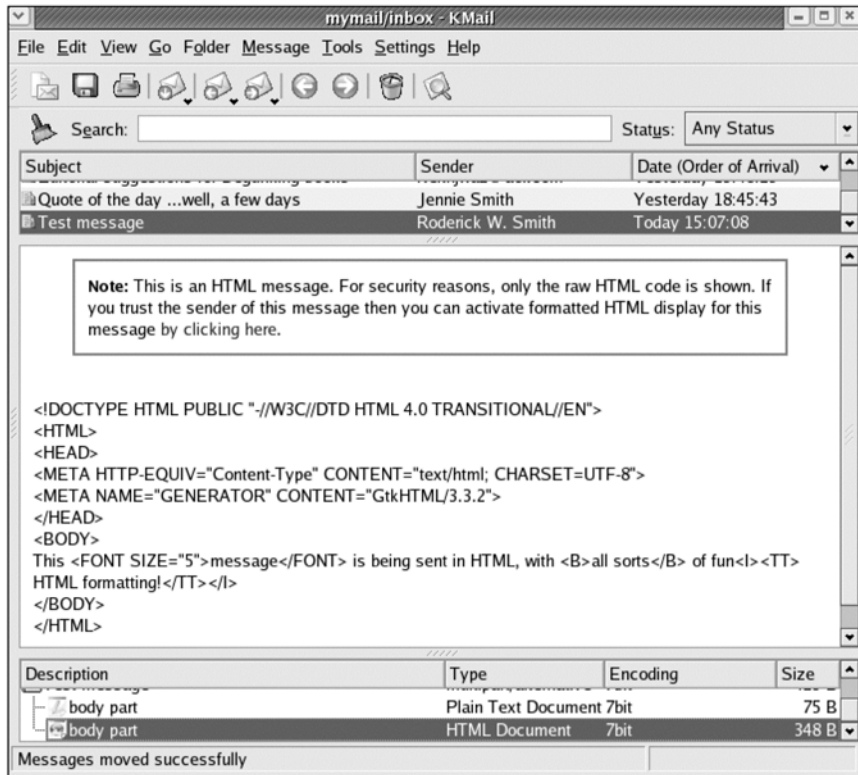 mymail/inbox - KMail
File Edit View Go Folder Message Tools Settings Help
Search: Status: Any Status
Subject Sender Date (Order of Arrival)
Quote of the day ...well, a few days Jennie Smith Yesterday 18:45:43
Test message Roderick W. Smith Today 15:07:08
Note: This is an HTML message. For security reasons, only the raw HTML code is shown. If
you trust the sender of this message then you can activate formatted HTML display for this
message by clicking here.
<!DOCTYPE HTML PUBLIC "-//W3C//DTD HTML 4.0 TRANSITIONAL//EN">
<HTML>
<HEAD>
<META HTTP-EQUIV="Content-Type" CONTENT="text/html; CHARSET=UTF-8">
<META NAME="GENERATOR" CONTENT="GtkHTML/3.3.2">
</HEAD>
<BODY>
This <FONT SIZE="5">message</FONT> is being sent in HTML, with <B>all sorts</B> of fun<I><TT>
HTML formatting!</TT></I>
</BODY>
</HTML>
Description Type Encoding Size
body part Plain Text Document 7bit 75 B
body part HTML Document 7bit 348 B
Messages moved successfully